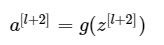 a^{[l+2]} = g(z^{[l+2]})